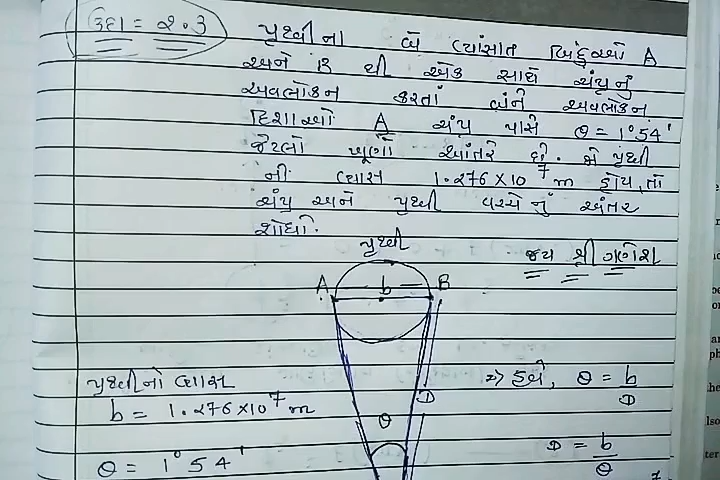 ઉદા = ૨.૩
પૃથ્વીના બે વ્યાસાંત બિંદુઓ A
અને B થી એક સાથે ચંદ્રનું
અવલોકન કરતાં બંને અવલોકન
દિશાઓ A ચંદ્ર પાસે θ = 1°54'
જેટલો ખૂણો આંતરે છે. જો પૃથ્વી
ની વ્યાસ 1.276×10⁷ m હોય, તો
ચંદ્ર અને પૃથ્વી વચ્ચેનું અંતર
શોધો.
પૃથ્વી
જય શ્રી ગણેશ
A b B
પૃથ્વીનો વ્યાસ
b = 1.276×10⁷ m
⇒ હવે, θ = b/D
D
θ
D = b/θ
θ = 1°54'